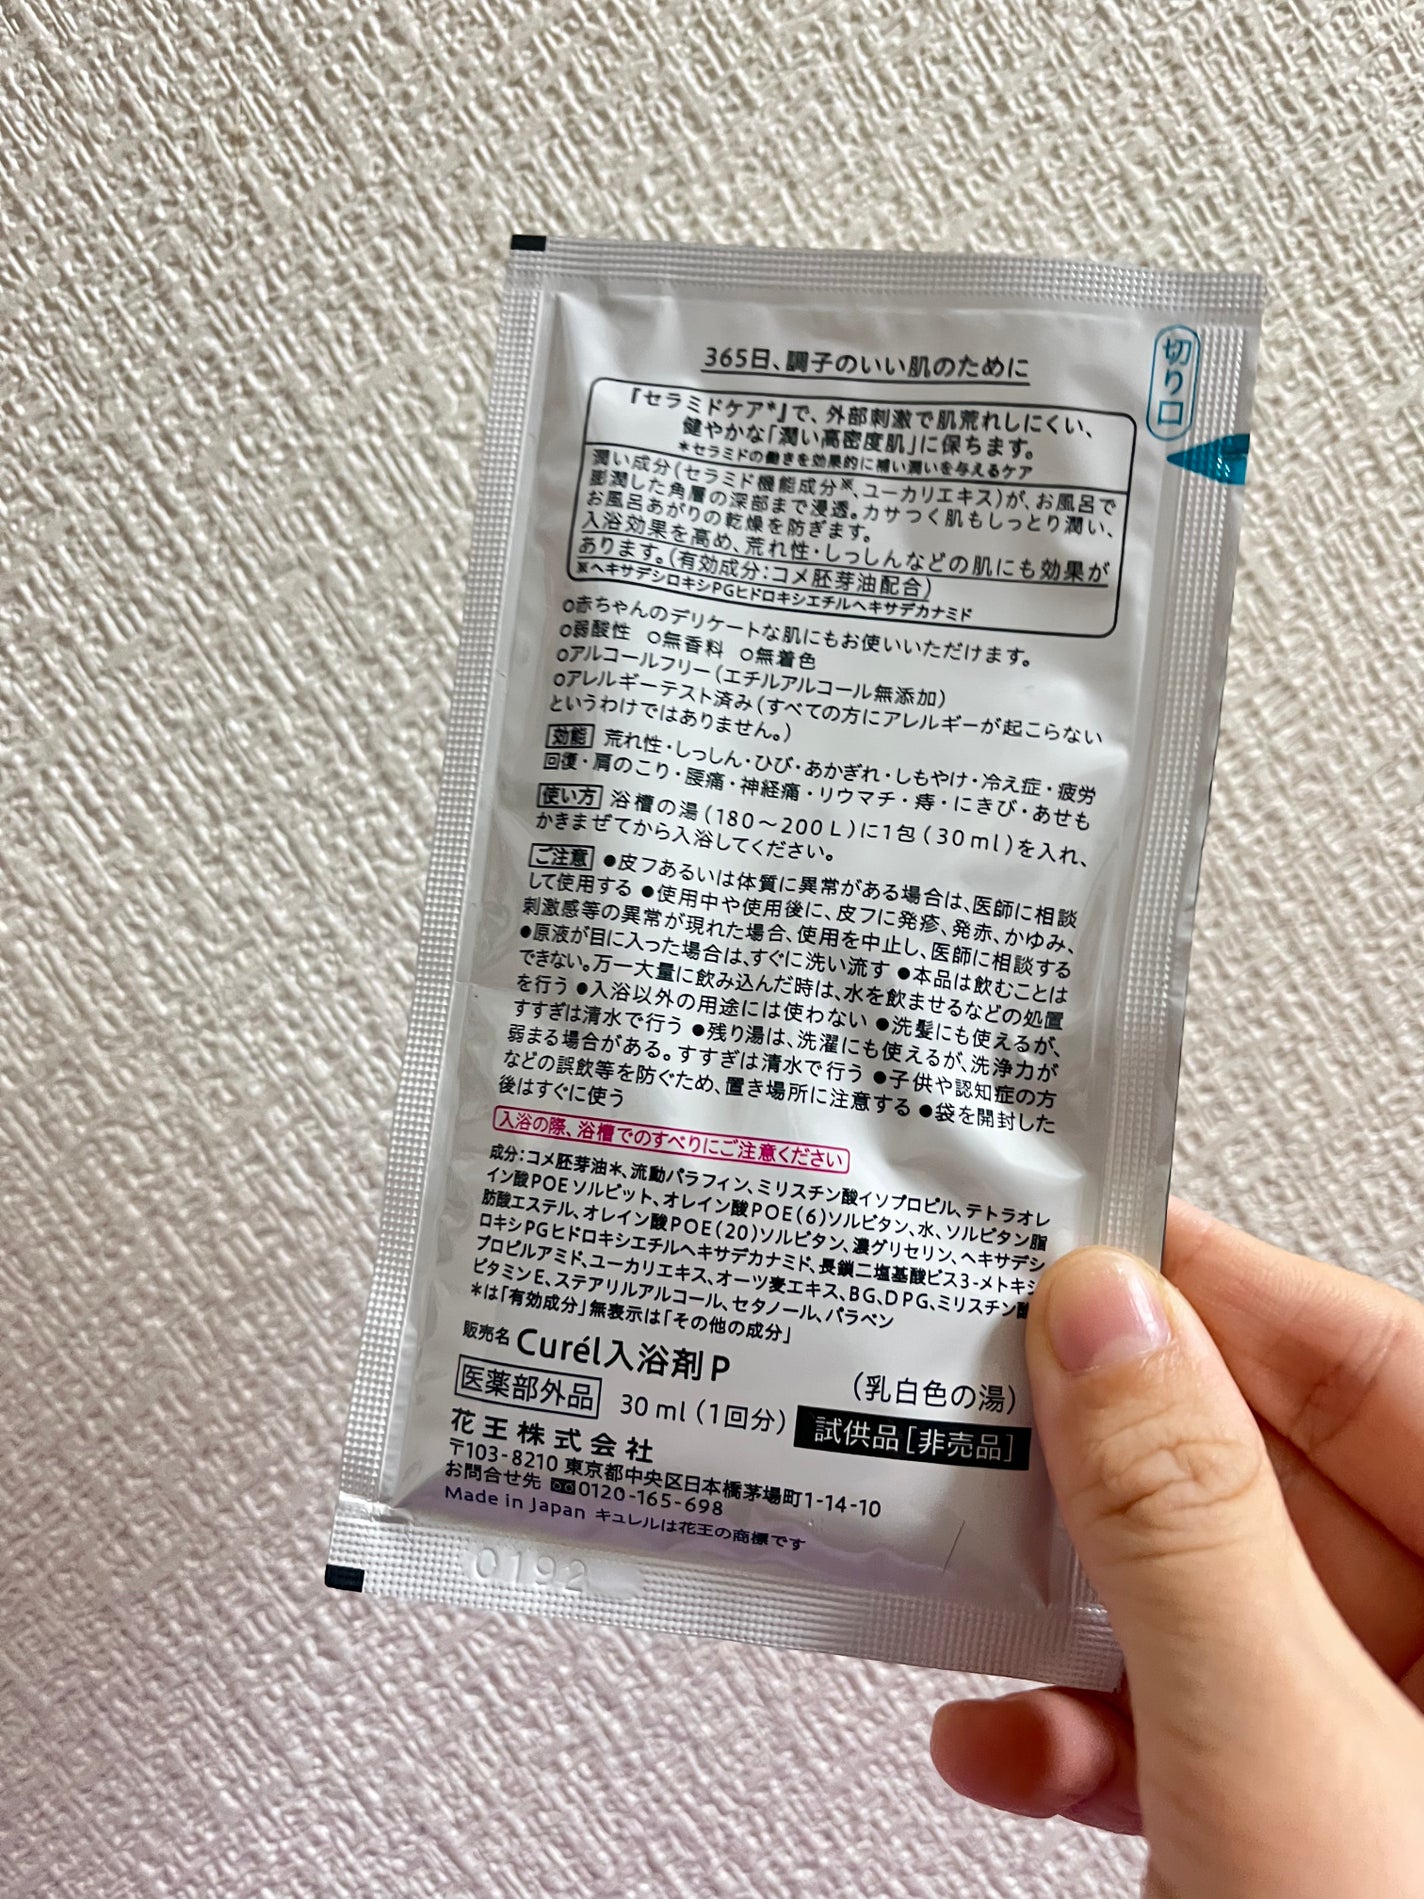 切り口
365日、調子のいい肌のために
『セラミドケア*』で、外部刺激で肌荒れしにくい、
健やかな「潤い高密度肌」に保ちます。
*セラミドの働きを効果的に補い潤いを与えるケア
潤い成分(セラミド機能成分※、ユーカリエキス)が、お風呂で
膨潤した角層の深部まで浸透。カサつく肌もしっとり潤い、
お風呂あがりの乾燥を防ぎます。
入浴効果を高め、荒れ性・しっしんなどの肌にも効果が
あります。(有効成分:コメ胚芽油配合)
※ヘキサデシロキシPGヒドロキシエチルヘキサデカナミド
○赤ちゃんのデリケートな肌にもお使いいただけます。
○弱酸性 ○無香料 ○無着色
○アルコールフリー(エチルアルコール無添加)
○アレルギーテスト済み(すべての方にアレルギーが起こらない
というわけではありません。)
効能 荒れ性・しっしん・ひび・あかぎれ・しもやけ・冷え症・疲労
回復・肩のこり・腰痛・神経痛・リウマチ・痔・にきび・あせも
使い方 浴槽の湯(180〜200L)に1包(30ml)を入れ、
かきまぜてから入浴してください。
ご注意 ●皮フあるいは体質に異常がある場合は、医師に相談
して使用する ●使用中や使用後に、皮フに発疹、発赤、かゆみ、
刺激感等の異常が現れた場合、使用を中止し、医師に相談する
●原液が目に入った場合は、すぐに洗い流す ●本品は飲むことは
できない。万一大量に飲み込んだ時は、水を飲ませるなどの処置
を行う ●入浴以外の用途には使わない ●洗髪にも使えるが、
すすぎは清水で行う ●残り湯は、洗濯にも使えるが、洗浄力が
弱まる場合がある。すすぎは清水で行う ●子供や認知症の方
などの誤飲等を防ぐため、置き場所に注意する ●袋を開封した
後はすぐに使う
入浴の際、浴槽でのすべりにご注意ください
成分:コメ胚芽油*、流動パラフィン、ミリスチン酸イソプロピル、テトラオレ
イン酸POEソルビット、オレイン酸POE(6)ソルビタン、水、ソルビタン脂
肪酸エステル、オレイン酸POE(20)ソルビタン、濃グリセリン、ヘキサデシ
ロキシPGヒドロキシエチルヘキサデカナミド、長鎖二塩基酸ビス3-メトキシ
プロピルアミド、ユーカリエキス、オーツ麦エキス、BG、DPG、ミリスチン酸
ビタミンE、ステアリルアルコール、セタノール、パラベン
*は「有効成分」無表示は「その他の成分」
販売名 Curél入浴剤P
(乳白色の湯)
医薬部外品 30ml(1回分) 試供品[非売品]
花王株式会社
〒103-8210 東京都中央区日本橋茅場町1-14-10
お問合せ先 0120-165-698
Made in Japan キュレルは花王の商標です
0192